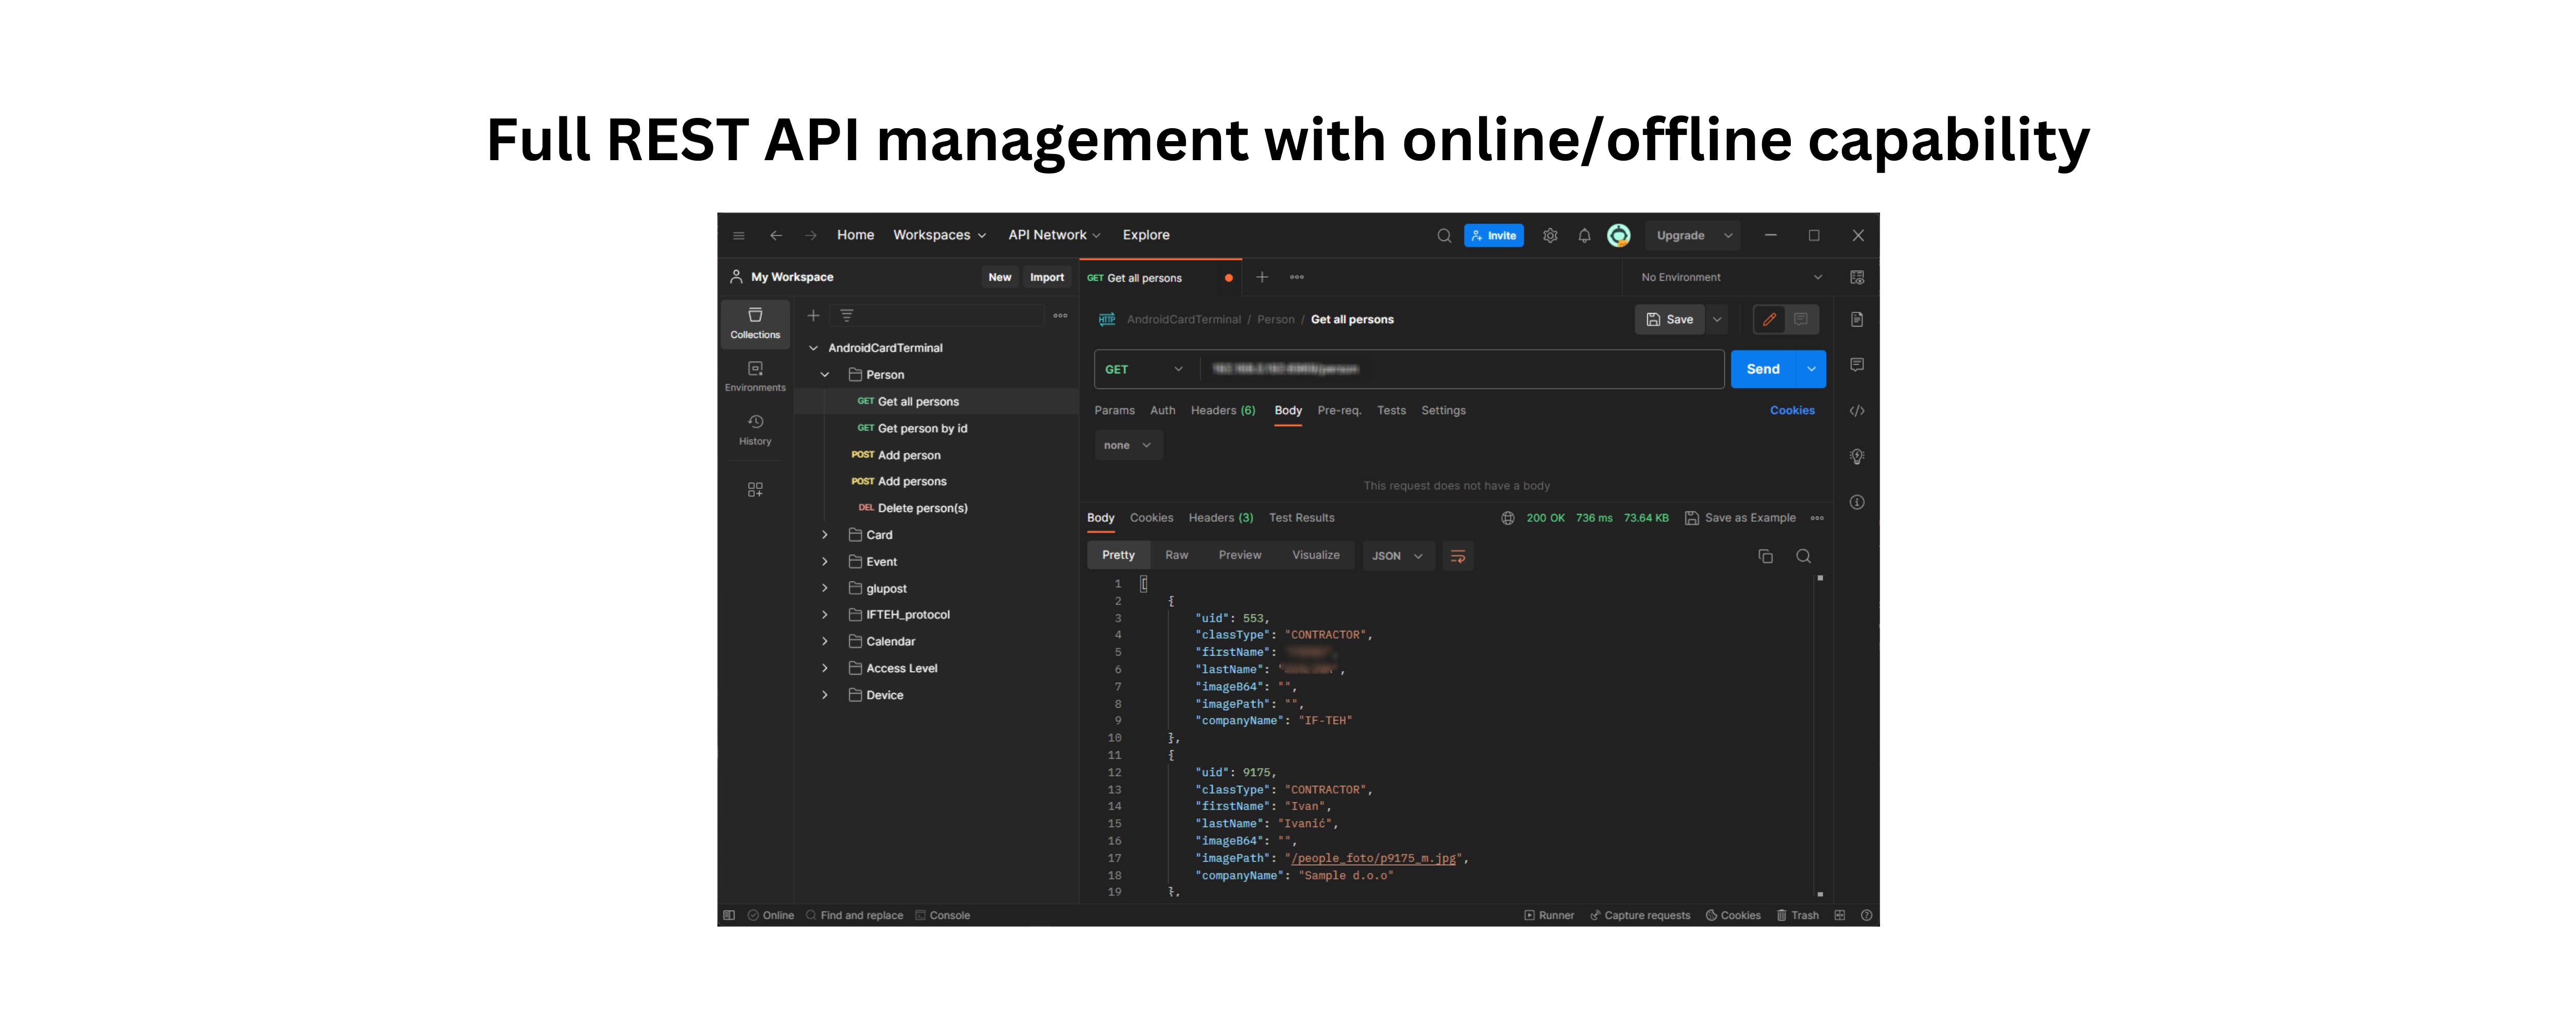 Full REST API management with online/offline capability
Home Workspaces API Network Explore Invite Upgrade
My Workspace New Import GET Get all persons No Environment
Collections
Environments
History
AndroidCardTerminal
Person
GET Get all persons
GET Get person by id
POST Add person
POST Add persons
DEL Delete person(s)
Card
Event
glupost
IFTEH_protocol
Calendar
Access Level
Device
HTTP AndroidCardTerminal / Person / Get all persons Save
GET Send
Params Auth Headers (6) Body Pre-req. Tests Settings Cookies
none
This request does not have a body
Body Cookies Headers (3) Test Results 200 OK 736 ms 73.64 KB Save as Example
Pretty Raw Preview Visualize JSON
1 [
2 {
3 "uid": 553,
4 "classType": "CONTRACTOR",
5 "firstName":
6 "lastName":
7 "imageB64": "",
8 "imagePath": "",
9 "companyName": "IF-TEH"
10 },
11 {
12 "uid": 9175,
13 "classType": "CONTRACTOR",
14 "firstName": "Ivan",
15 "lastName": "Ivanić",
16 "imageB64": "",
17 "imagePath": "/people_foto/p9175_m.jpg",
18 "companyName": "Sample d.o.o"
19 },
Online Find and replace Console Runner Capture requests Cookies Trash